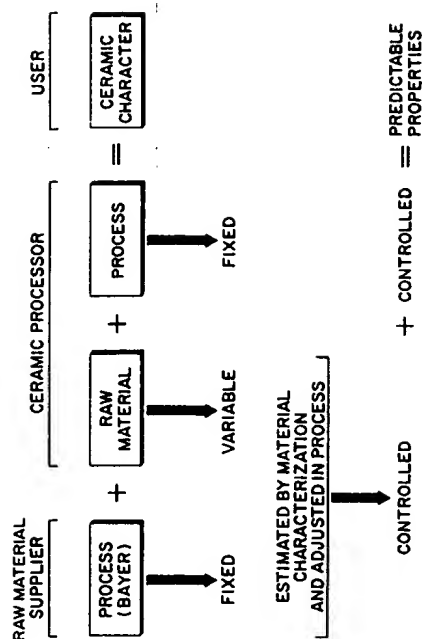 RAW MATERIAL
SUPPLIER
CERAMIC PROCESSOR
USER
PROCESS
(BAYER)
+
RAW
MATERIAL
+
PROCESS
=
CERAMIC
CHARACTER
FIXED
VARIABLE
FIXED
ESTIMATED BY MATERIAL
CHARACTERIZATION
AND ADJUSTED IN PROCESS
CONTROLLED
+ CONTROLLED
= PREDICTABLE
PROPERTIES